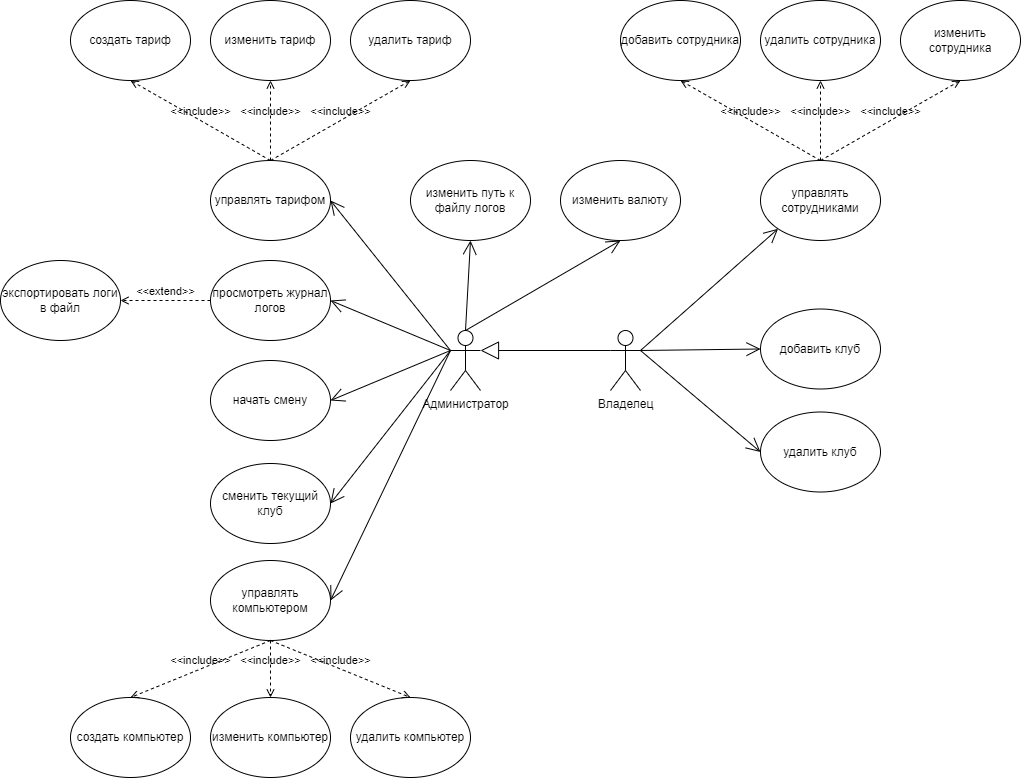 создать тариф
изменить тариф
удалить тариф
добавить сотрудника
удалить сотрудника
изменить
сотрудника
<<include>>
<<include>>
<<include>>
<<include>>
<<include>>
<<include>>
управлять тарифом
изменить путь к
файлу логов
изменить валюту
управлять
сотрудниками
экспортировать логи
в файл
<<extend>>
просмотреть журнал
логов
добавить клуб
начать смену
Администратор
Владелец
удалить клуб
сменить текущий
клуб
управлять
компьютером
<<include>>
<<include>>
<<include>>
создать компьютер
изменить компьютер
удалить компьютер